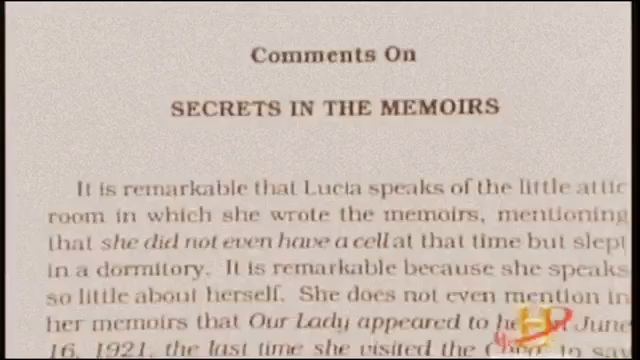 Comments On
SECRETS IN THE MEMOIRS
It is remarkable that Lucia speaks of the little attic
room in which she wrote the memoirs, mentioning
that she did not even have a cell at that time but slept
in a dormitory. It is remarkable because she speaks
so little about herself. She does not even mention in
her memoirs that Our Lady appeared to June
16, 1921, the last time she visited the to say